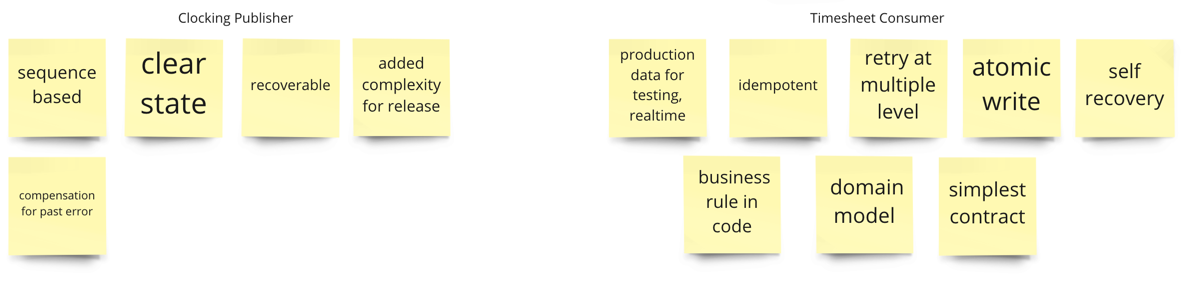 Clocking Publisher
sequence
based
clear
state
recoverable
added
complexity
for release
compensation
for past error
Timesheet Consumer
production
data for
testing,
realtime
idempotent
retry at
multiple
level
atomic
write
self
recovery
business
rule in
code
domain
model
simplest
contract